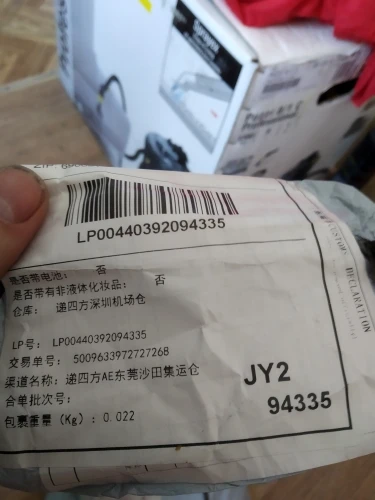 LP00440392094335
是否带电池： 否
是否带有非液体化妆品： 否
仓库： 递四方深圳机场仓
LP号： LP00440392094335
交易单号： 5009633972727268
渠道名称： 递四方AE东莞沙田集运仓
合单批次号：
包裹重量（Kg）： 0.022
JY2
94335
CUSTOMS DECLARATION